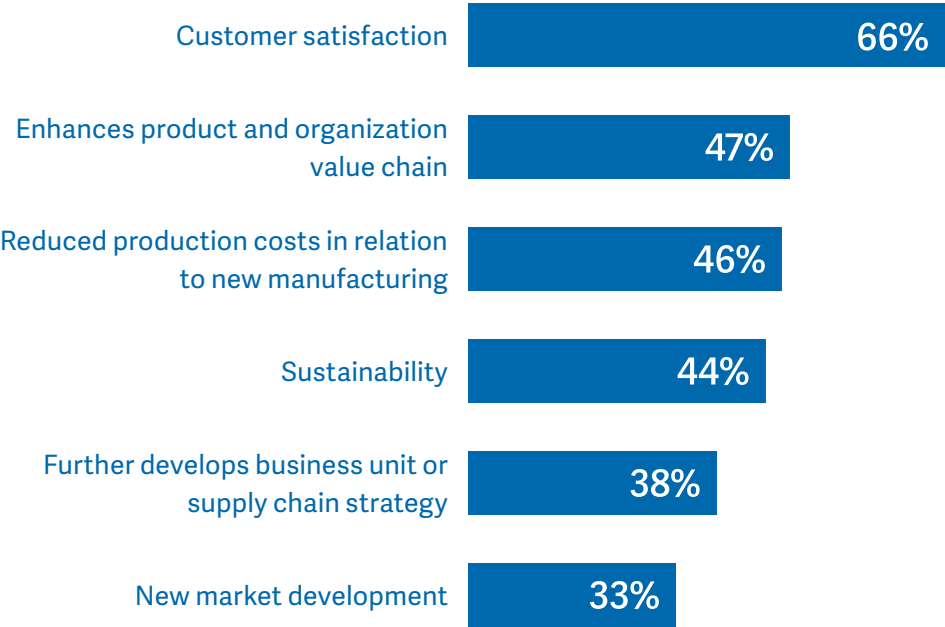 Customer satisfaction
66%
Enhances product and organization
value chain
47%
Reduced production costs in relation
to new manufacturing
46%
Sustainability
44%
Further develops business unit or
supply chain strategy
38%
New market development
33%